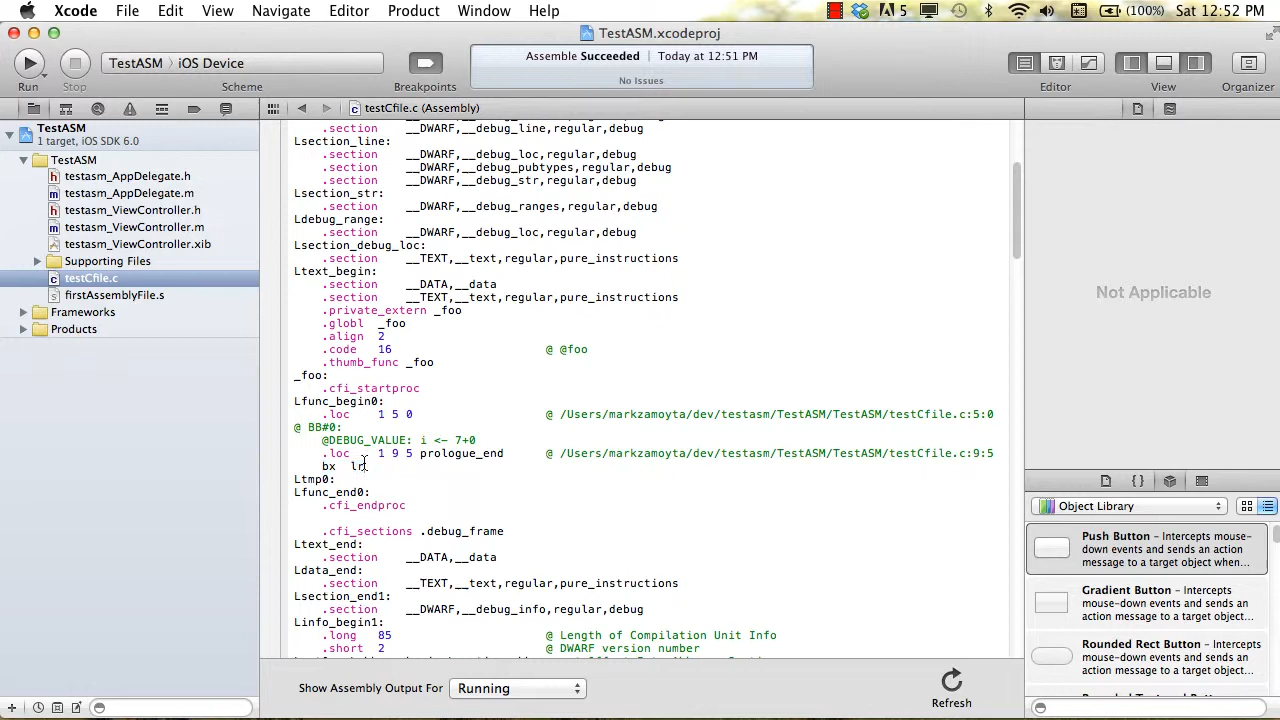 Xcode File Edit View Navigate Editor Product Window Help 5 (100%) Sat 12:52 PM
TestASM.xcodeproj
TestASM ⟩ iOS Device
Assemble Succeeded | Today at 12:51 PM
No Issues
Run Stop Scheme Breakpoints Editor View Organizer
testCfile.c (Assembly)
TestASM
1 target, iOS SDK 6.0
TestASM
testasm_AppDelegate.h
testasm_AppDelegate.m
testasm_ViewController.h
testasm_ViewController.m
testasm_ViewController.xib
Supporting Files
testCfile.c
firstAssemblyFile.s
Frameworks
Products
.section __DWARF,__debug_line,regular,debug
Lsection_line:
.section __DWARF,__debug_loc,regular,debug
.section __DWARF,__debug_pubtypes,regular,debug
.section __DWARF,__debug_str,regular,debug
Lsection_str:
.section __DWARF,__debug_ranges,regular,debug
Ldebug_range:
.section __DWARF,__debug_loc,regular,debug
Lsection_debug_loc:
.section __TEXT,__text,regular,pure_instructions
Ltext_begin:
.section __DATA,__data
.section __TEXT,__text,regular,pure_instructions
.private_extern _foo
.globl _foo
.align 2
.code 16 @ @foo
.thumb_func _foo
_foo:
.cfi_startproc
Lfunc_begin0:
.loc 1 5 0 @ /Users/markzamoyta/dev/testasm/TestASM/TestASM/testCfile.c:5:0
@ BB#0:
@DEBUG_VALUE: i <- 7+0
.loc 1 9 5 prologue_end @ /Users/markzamoyta/dev/testasm/TestASM/TestASM/testCfile.c:9:5
bx lr
Ltmp0:
Lfunc_end0:
.cfi_endproc
.cfi_sections .debug_frame
Ltext_end:
.section __DATA,__data
Ldata_end:
.section __TEXT,__text,regular,pure_instructions
Lsection_end1:
.section __DWARF,__debug_info,regular,debug
Linfo_begin1:
.long 85 @ Length of Compilation Unit Info
.short 2 @ DWARF version number
Show Assembly Output For Running
Refresh
Not Applicable
Object Library
Push Button – Intercepts mouse-
down events and sends an action
message to a target object when...
Gradient Button – Intercepts
mouse-down events and sends an
action message to a target object...
Rounded Rect Button –
Intercepts mouse-down events and
sends an action message to a target...